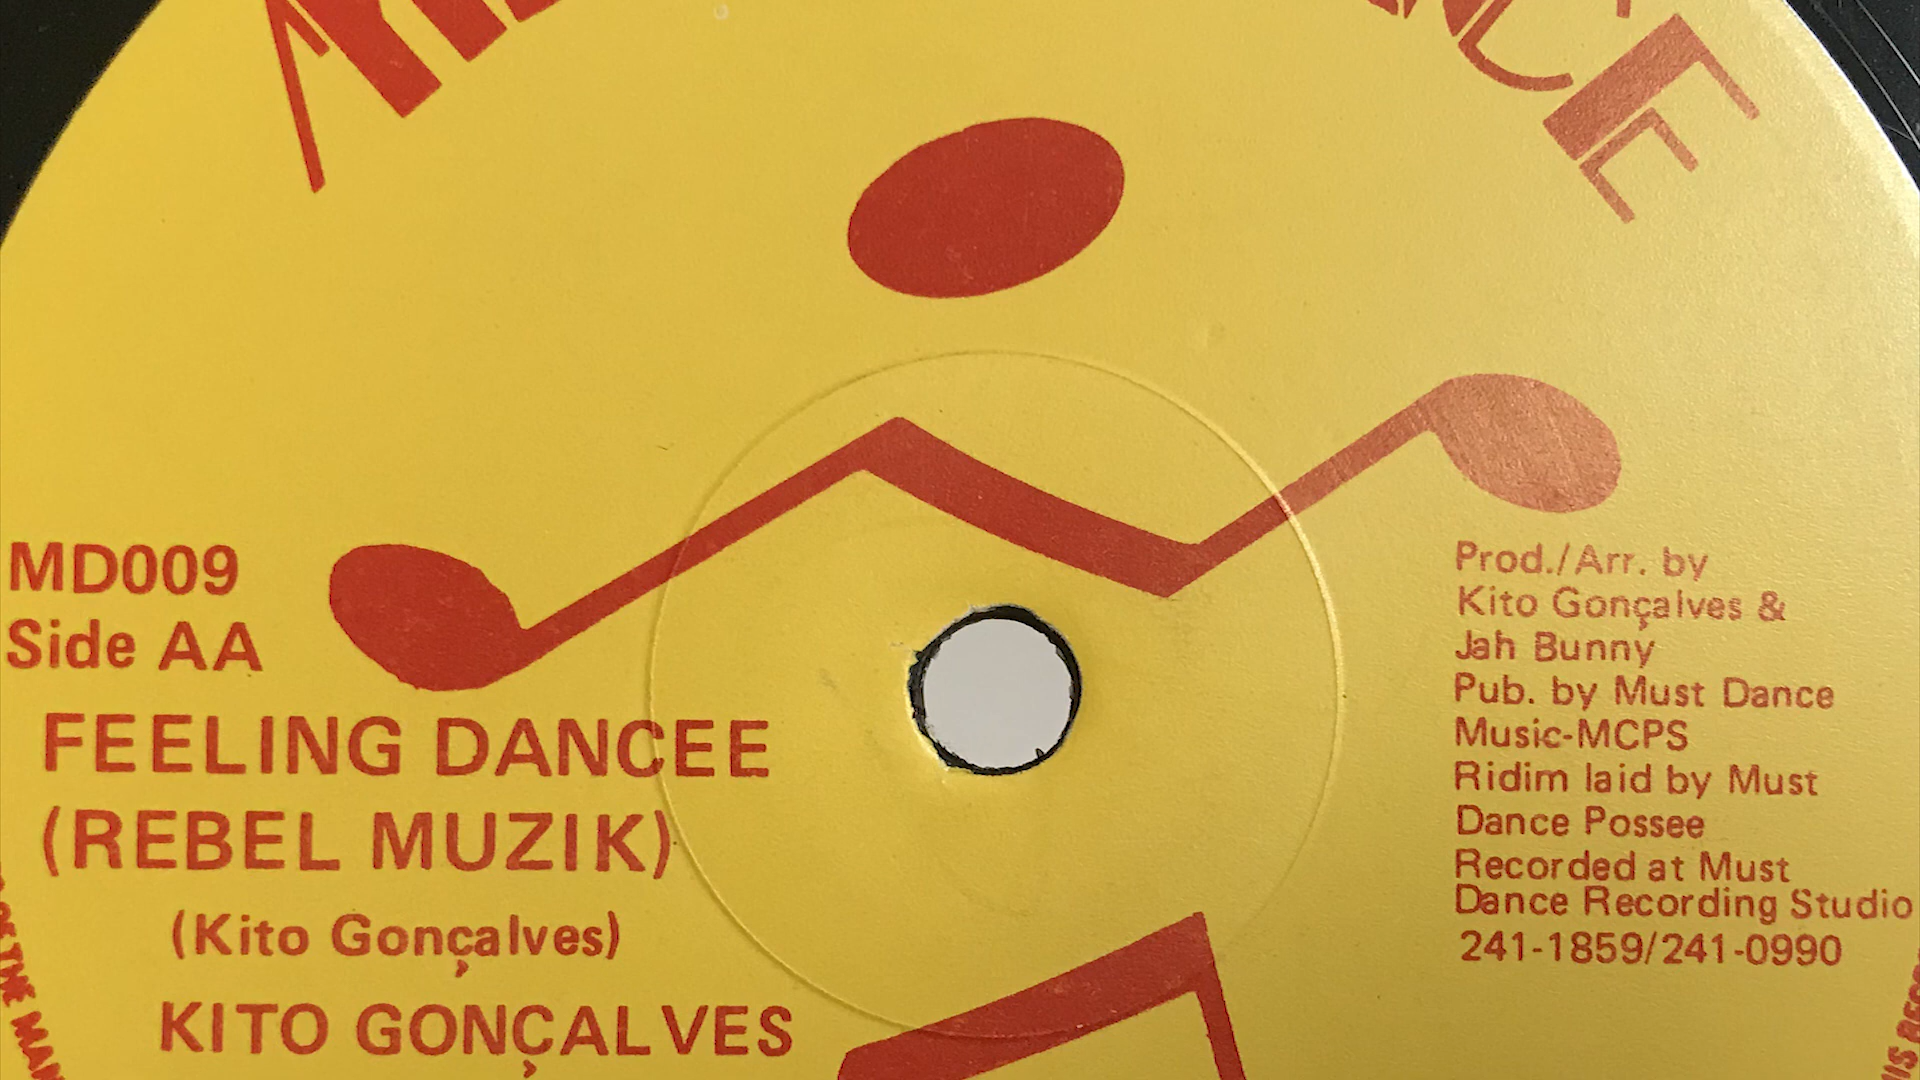 MD009
Side AA
FEELING DANCEE
(REBEL MUZIK)
(Kito Gonçalves)
KITO GONÇALVES
Prod./Arr. by
Kito Gonçalves &
Jah Bunny
Pub. by Must Dance
Music-MCPS
Ridim laid by Must
Dance Possee
Recorded at Must
Dance Recording Studio
241-1859/241-0990
OF THE